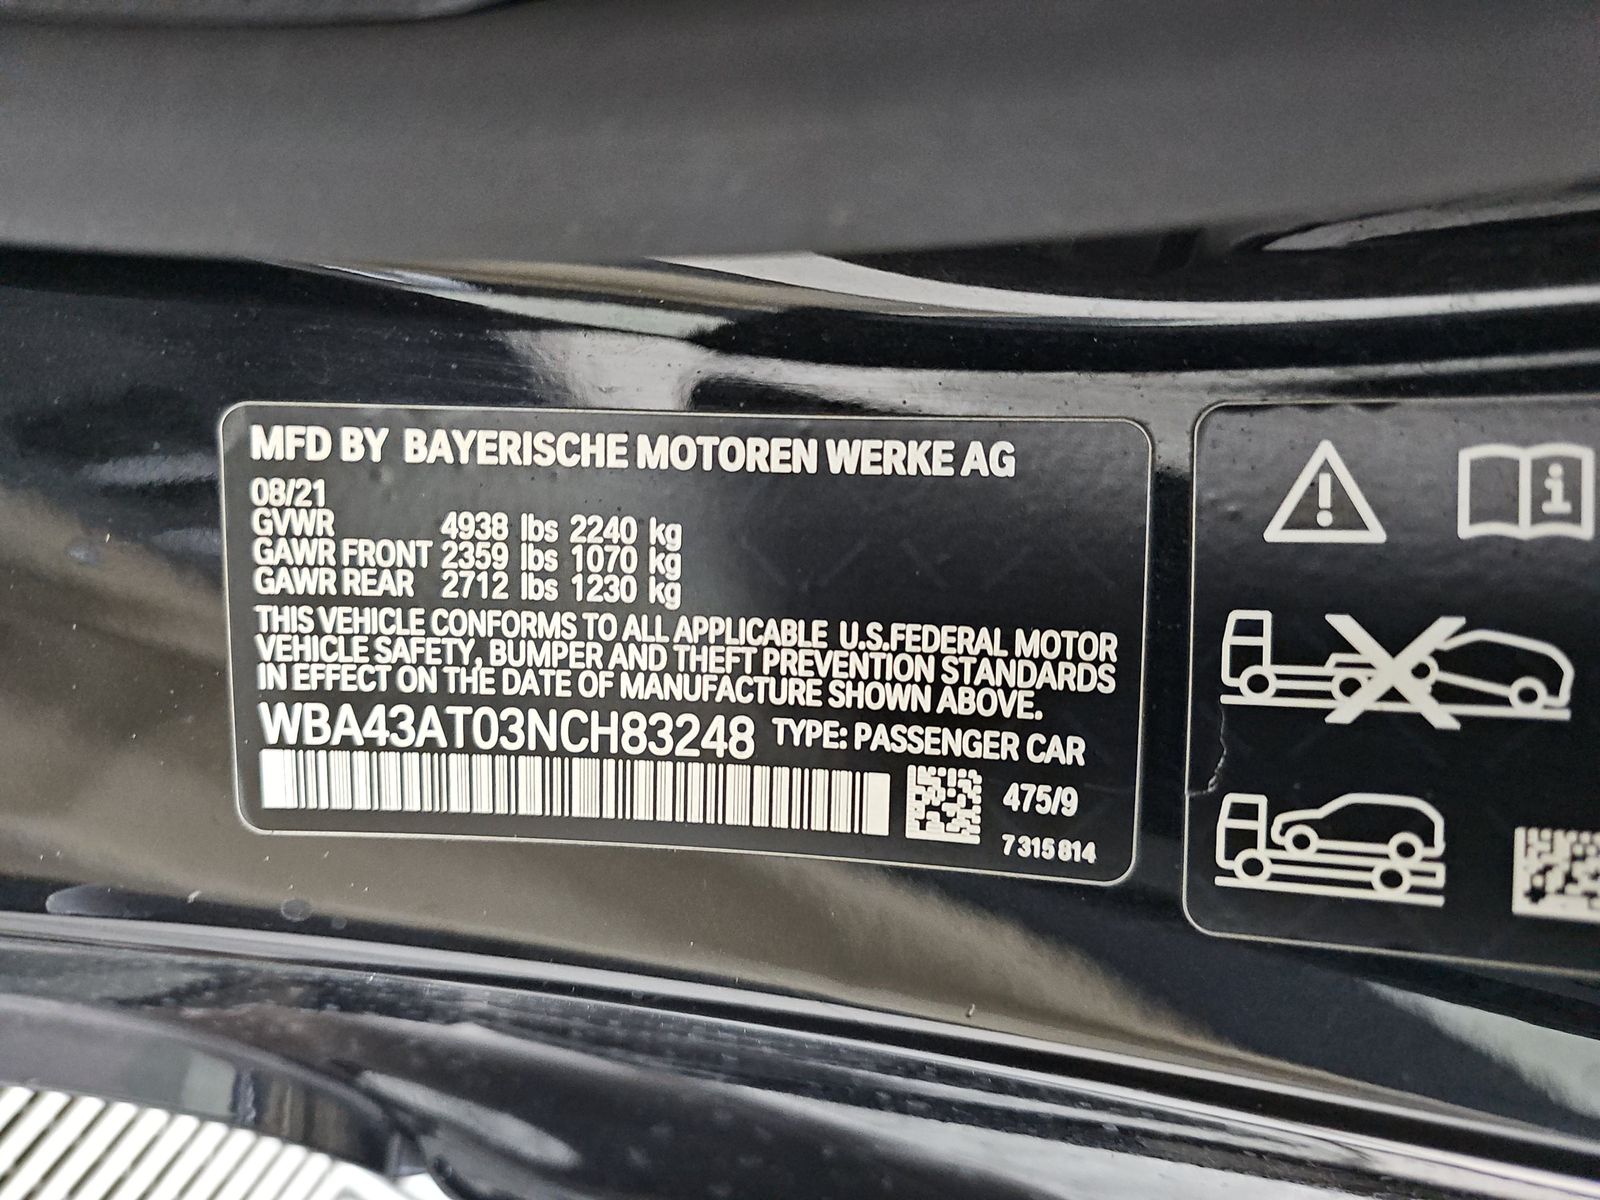 MFD BY BAYERISCHE MOTOREN WERKE AG
08/21
GVWR 4938 lbs 2240 kg
GAWR FRONT 2359 lbs 1070 kg
GAWR REAR 2712 lbs 1230 kg
THIS VEHICLE CONFORMS TO ALL APPLICABLE U.S.FEDERAL MOTOR
VEHICLE SAFETY, BUMPER AND THEFT PREVENTION STANDARDS
IN EFFECT ON THE DATE OF MANUFACTURE SHOWN ABOVE.
WBA43AT03NCH83248 TYPE: PASSENGER CAR
475/9
7 315 814